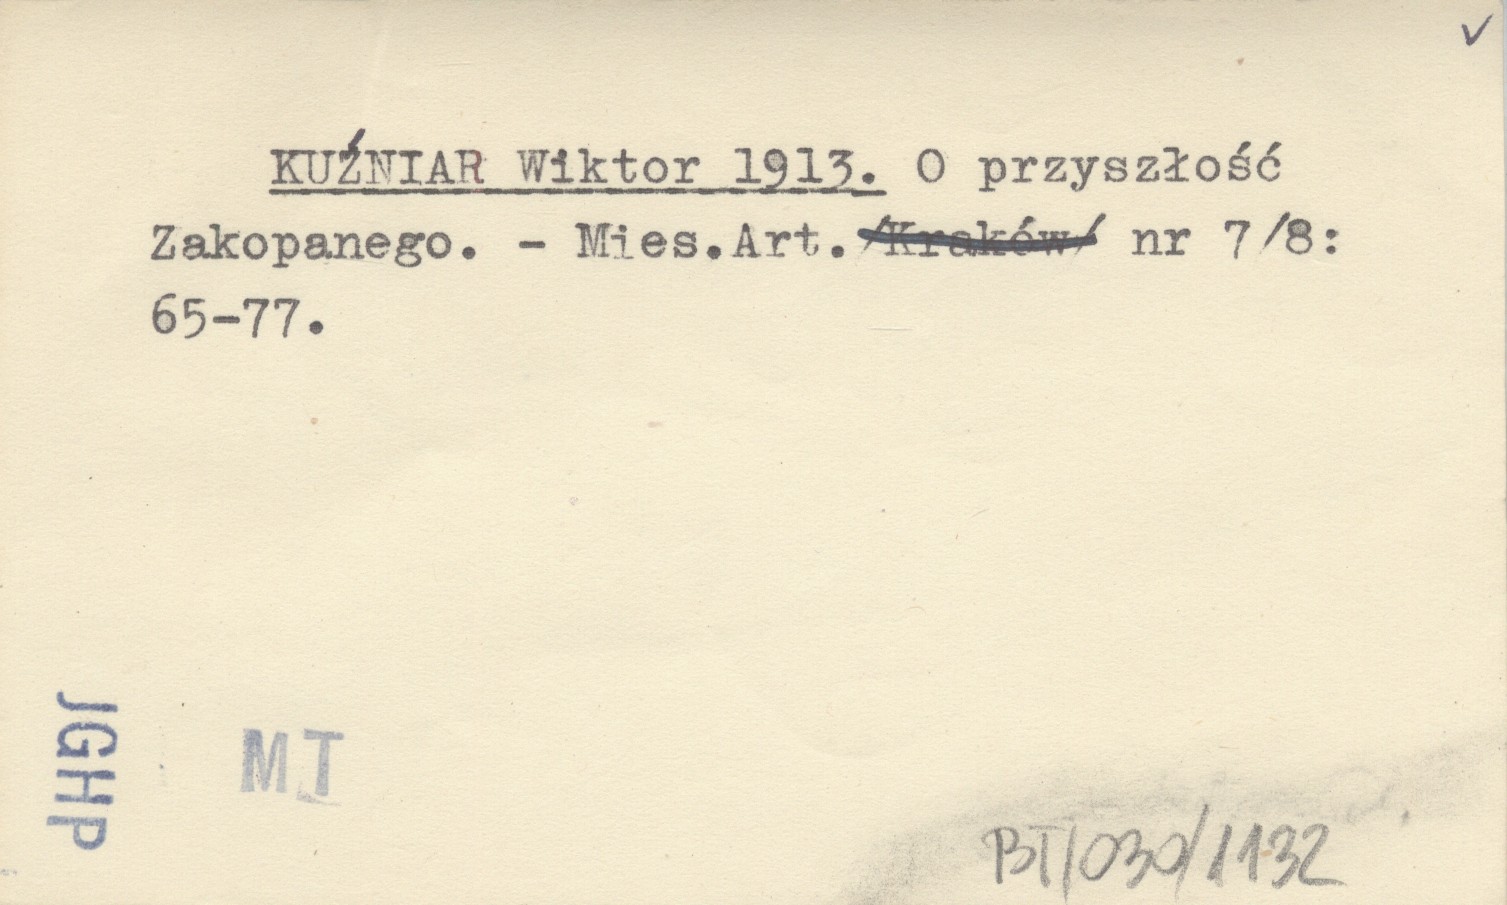 ✓
KUŹNIAR Wiktor 1913. O przyszłość
Zakopanego. - Mies.Art. /Kraków/ nr 7/8:
65-77.
JGHP
MT
BT/030/1132